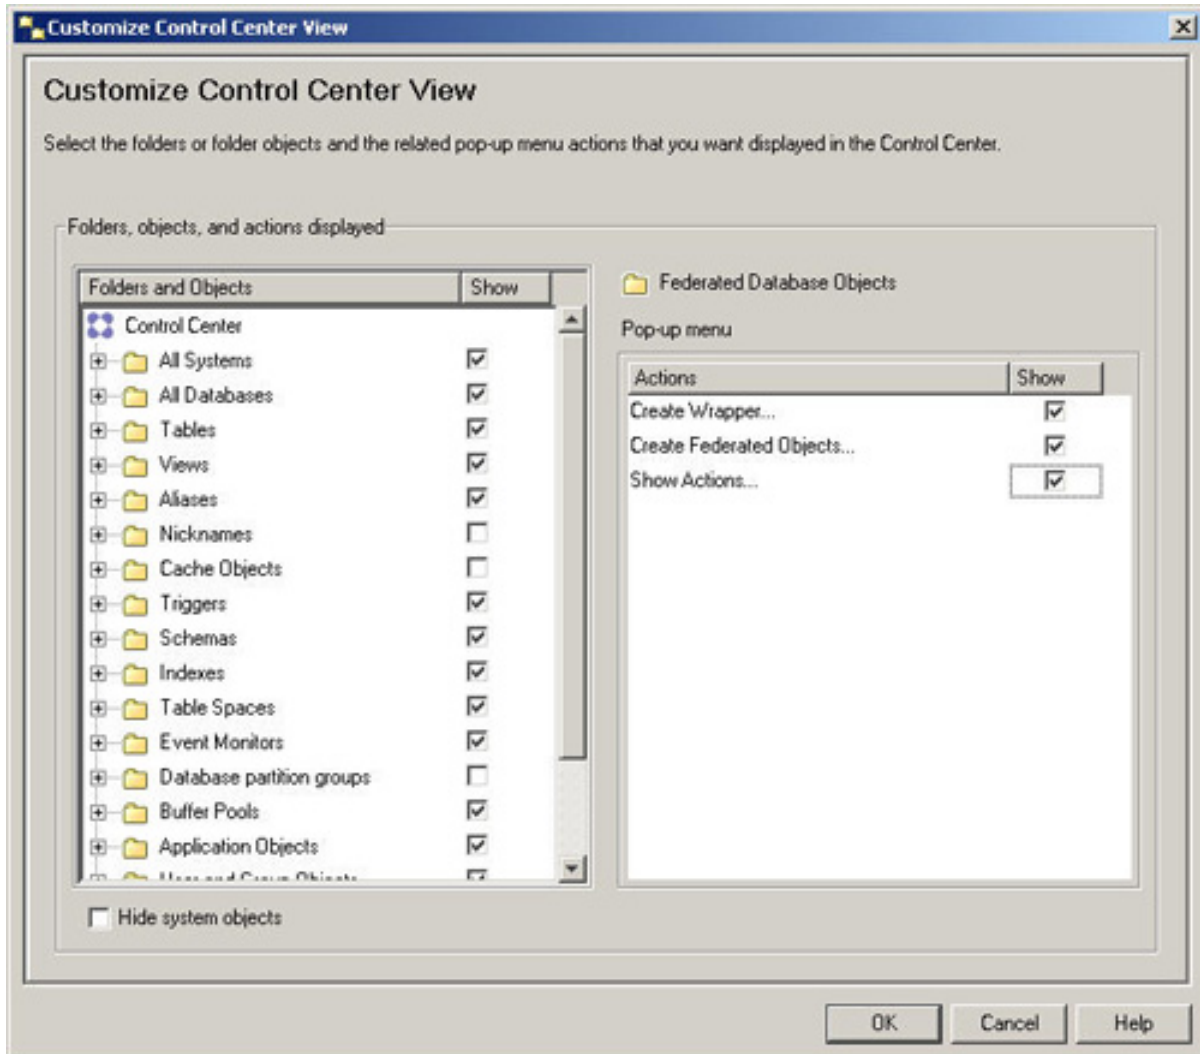 Customize Control Center View
Customize Control Center View
Select the folders or folder objects and the related pop-up menu actions that you want displayed in the Control Center.
Folders, objects, and actions displayed
Folders and Objects Show
Control Center
All Systems
All Databases
Tables
Views
Aliases
Nicknames
Cache Objects
Triggers
Schemas
Indexes
Table Spaces
Event Monitors
Database partition groups
Buffer Pools
Application Objects
User and Group Objects
Hide system objects
Federated Database Objects
Pop-up menu
Actions Show
Create Wrapper...
Create Federated Objects...
Show Actions...
OK Cancel Help